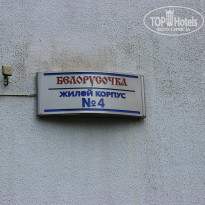 TOP Hotels
БЕЛОРУСОЧКА
ЖИЛОЙ КОРПУС
№4